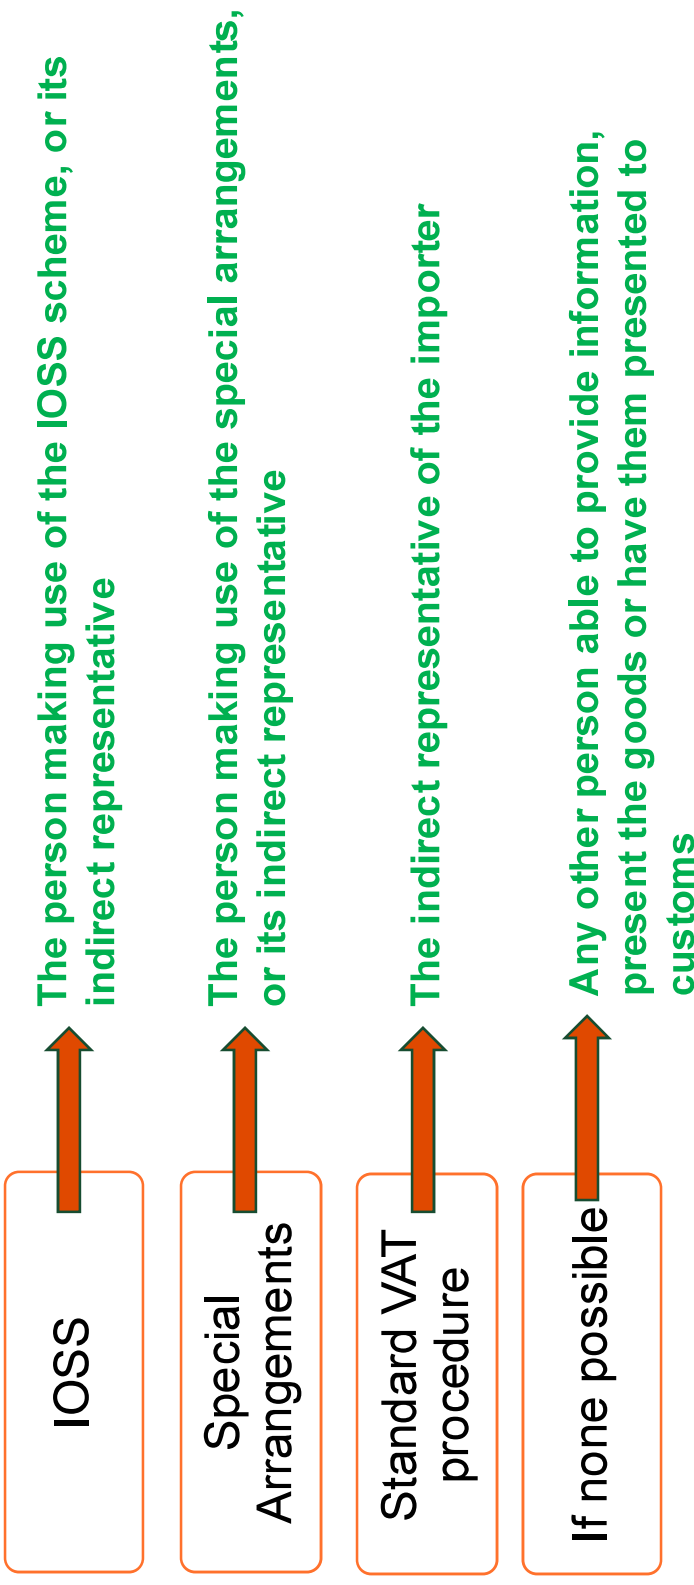 IOSS
The person making use of the IOSS scheme, or its
indirect representative
Special
Arrangements
The person making use of the special arrangements,
or its indirect representative
Standard VAT
procedure
The indirect representative of the importer
If none possible
Any other person able to provide information,
present the goods or have them presented to
customs